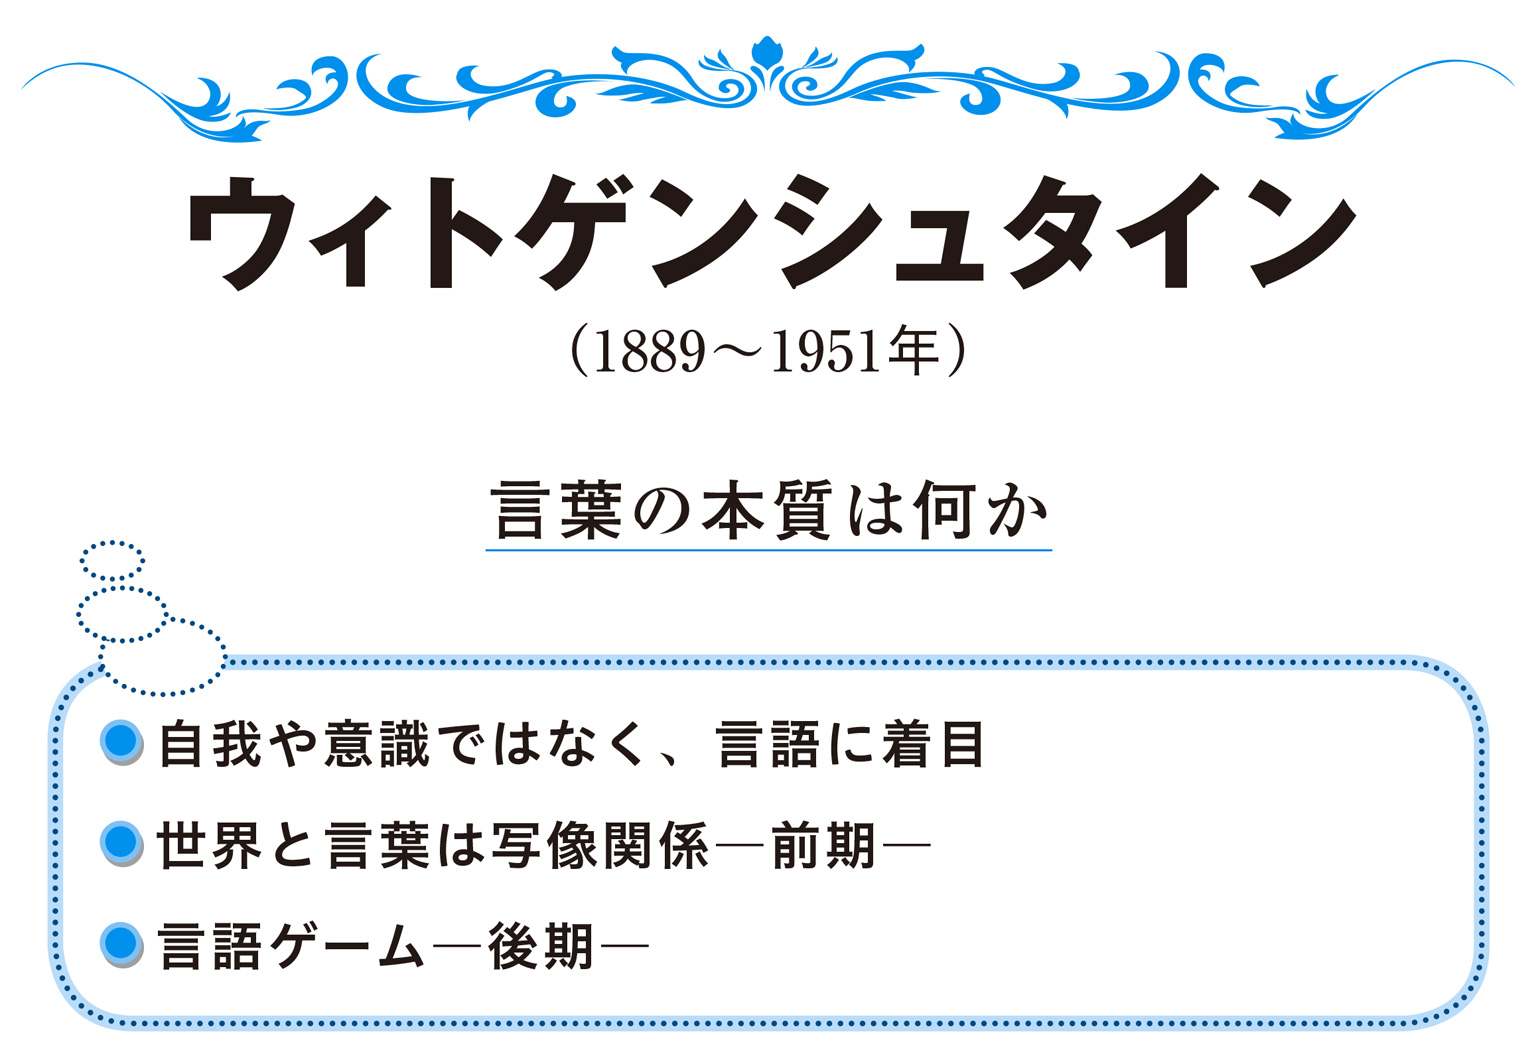 ウィトゲンシュタイン
（1889〜1951年）
言葉の本質は何か
自我や意識ではなく、言語に着目
世界と言葉は写像関係―前期―
言語ゲーム―後期―